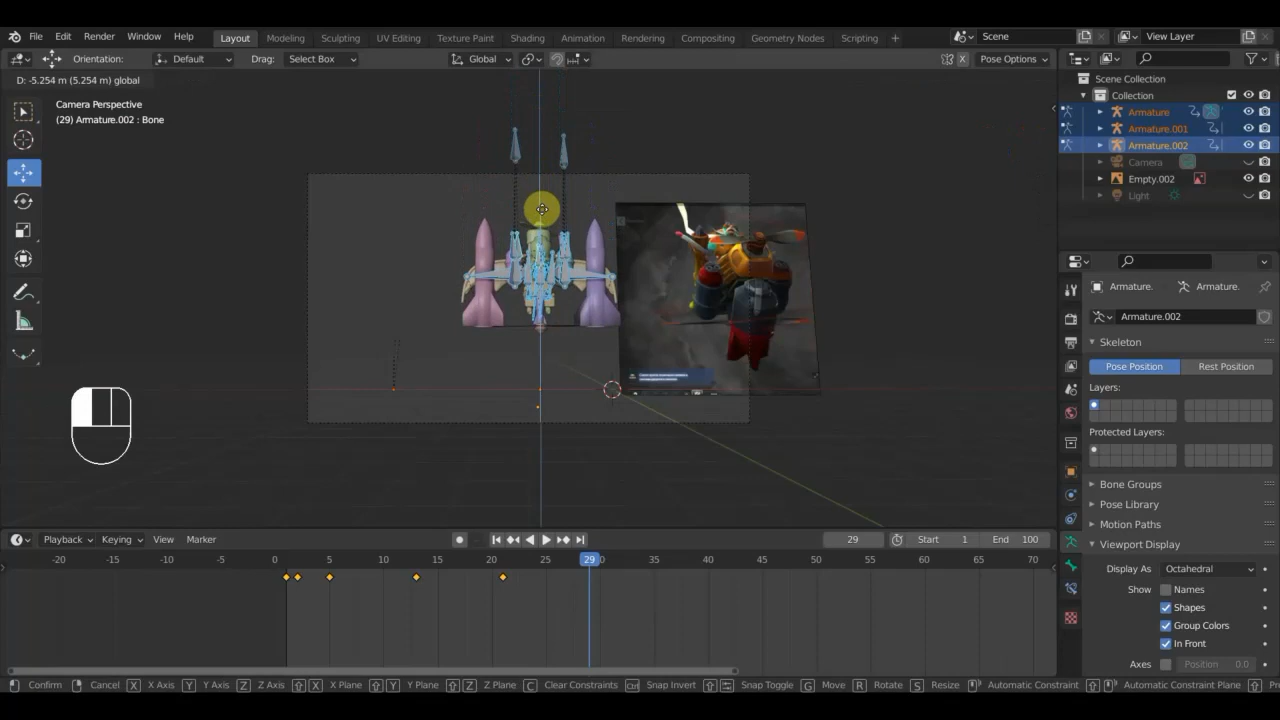 File Edit Render Window Help Layout Modeling Sculpting UV Editing Texture Paint Shading Animation Rendering Compositing Geometry Nodes Scripting + Scene View Layer
Orientation: Default Drag: Select Box Global X Pose Options
D: -5.254 m (5.254 m) global
Camera Perspective
(29) Armature.002 : Bone
Scene Collection
Collection
Armature
Armature.001
Armature.002
Camera
Empty.002
Light
Armature. Armature.
Armature.002
Skeleton
Pose Position Rest Position
Layers:
Protected Layers:
Bone Groups
Pose Library
Motion Paths
Viewport Display
Display As Octahedral
Show Names
Shapes
Group Colors
In Front
Axes Position 0.0
Playback Keying View Marker 29 Start 1 End 100
-20 -15 -10 -5 0 5 10 15 20 25 29 0 35 40 45 50 55 60 65 70
Confirm Cancel X X Axis Y Y Axis Z Z Axis X X Plane Y Y Plane Z Z Plane C Clear Constraints Ctrl Snap Invert Snap Toggle G Move R Rotate S Resize Automatic Constraint Automatic Constraint Plane